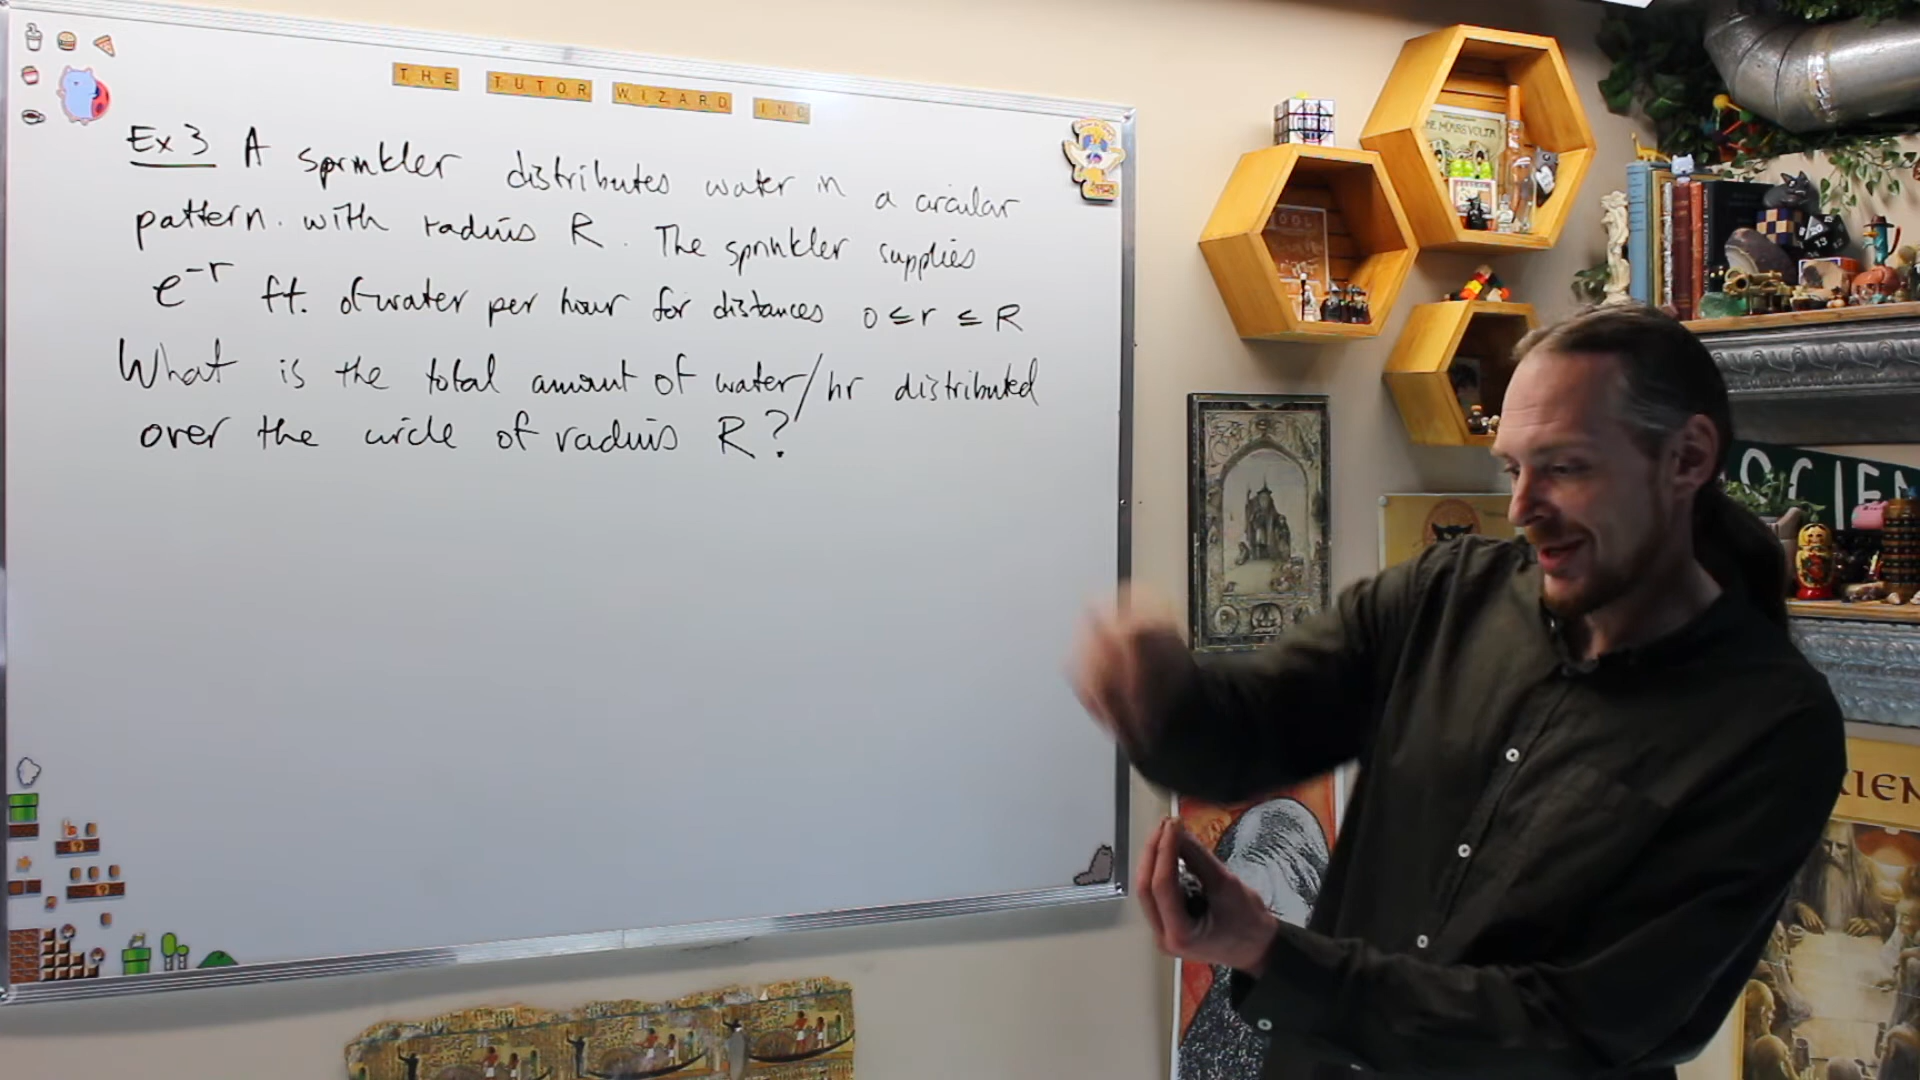 THE TUTOR WIZARD INC
Ex 3 A sprinkler distributes water in a circular
pattern. with radius R. The sprinkler supplies
e^-r ft. of water per hour for distances 0 ≤ r ≤ R
What is the total amount of water/hr distributed
over the circle of radius R?